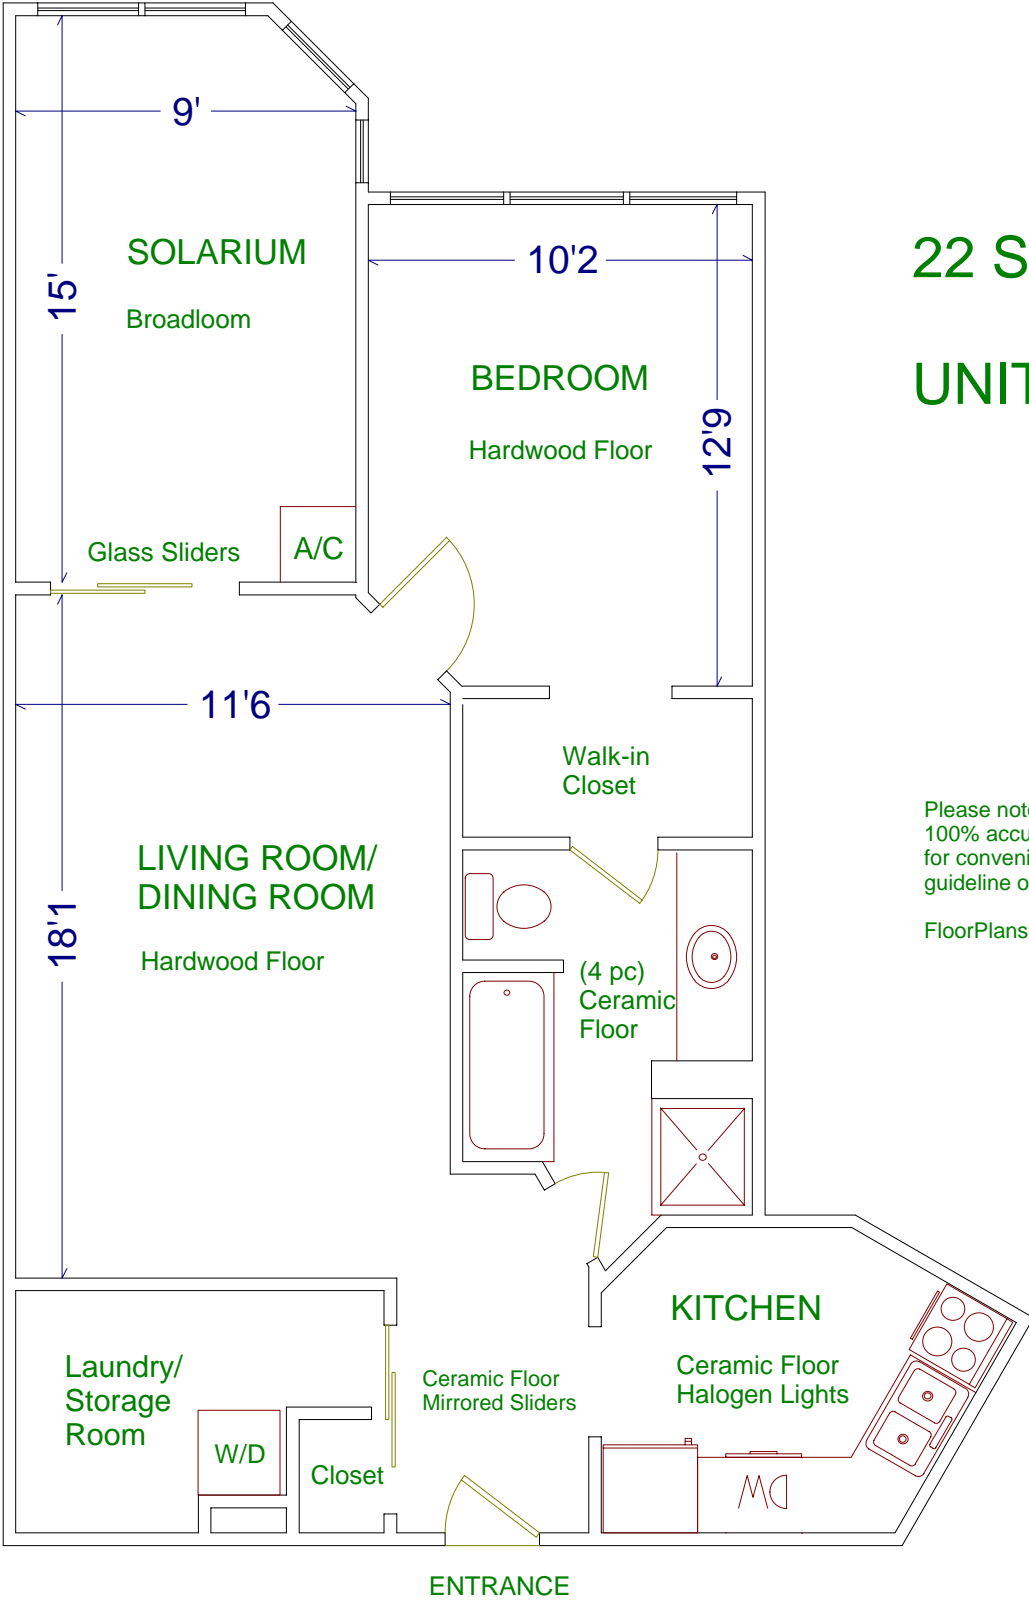 9'
SOLARIUM
15'
Broadloom
10'2
22 S
BEDROOM
UNIT
Hardwood Floor
12'9
Glass Sliders
A/C
11'6
Walk-in
Closet
LIVING ROOM/
DINING ROOM
18'1
Hardwood Floor
Please note
100% accu
for conveni
guideline o
FloorPlans
(4 pc)
Ceramic
Floor
KITCHEN
Ceramic Floor
Halogen Lights
Laundry/
Storage
Room
Ceramic Floor
Mirrored Sliders
W/D
Closet
DW
ENTRANCE